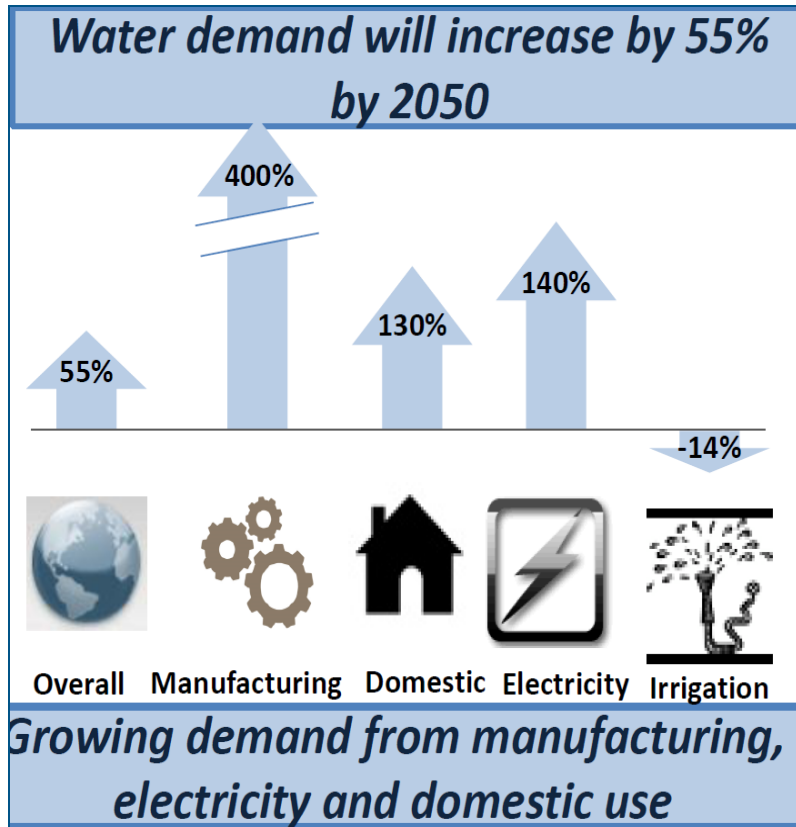 Water demand will increase by 55%
by 2050
400%
140%
130%
55%
-14%
Overall Manufacturing Domestic Electricity Irrigation
Growing demand from manufacturing,
electricity and domestic use